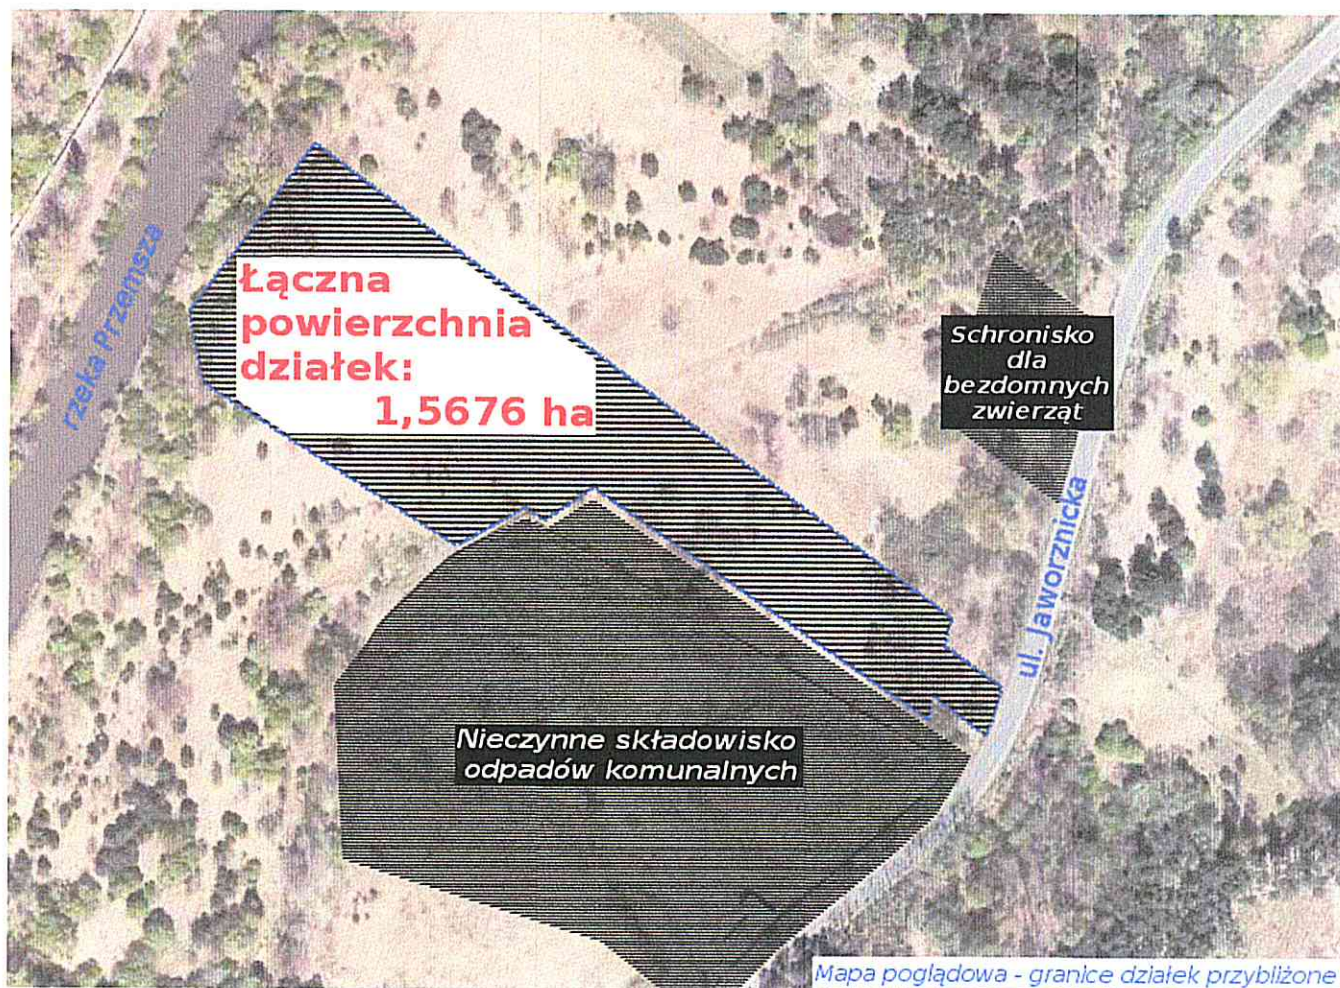 rzeka Przemsza
Łączna
powierzchnia
działek:
1,5676 ha
Schronisko
dla
bezdomnych
zwierząt
ul. Jaworznicka
Nieczynne składowisko
odpadów komunalnych
Mapa poglądowa - granice działek przybliżone